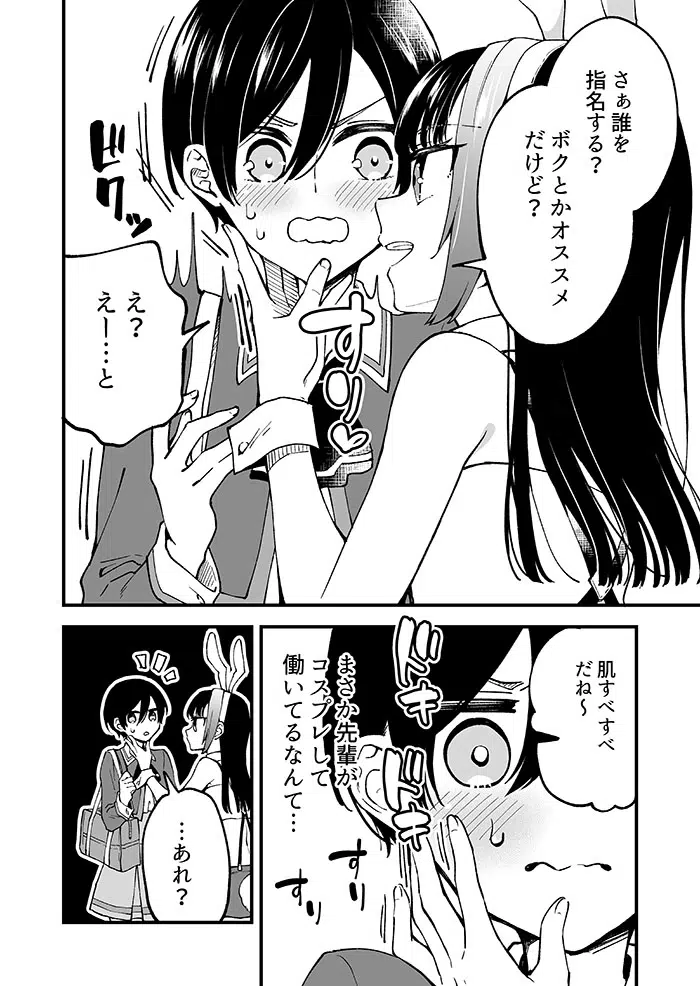 さぁ誰を
指名する?
ボクとかオススメ
だけど?
ビクッ
すり♡
え?
えー…と
肌すべすべ
だね〜
ドキ
ドキ
まさか先輩が
コスプレして
働いてるなんて…
すり
すり
…あれ?